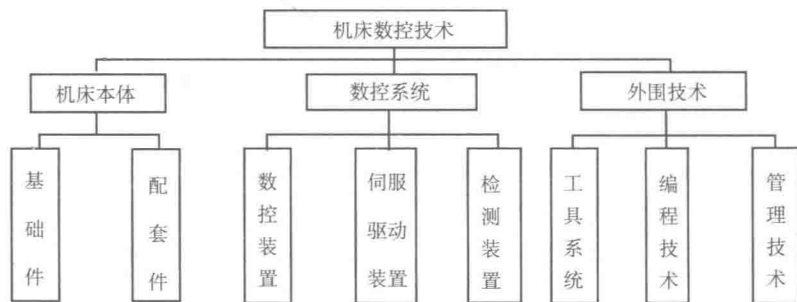 机床数控技术
机床本体
数控系统
外围技术
基础件
配套件
数控装置
伺服驱动装置
检测装置
工具系统
编程技术
管理技术